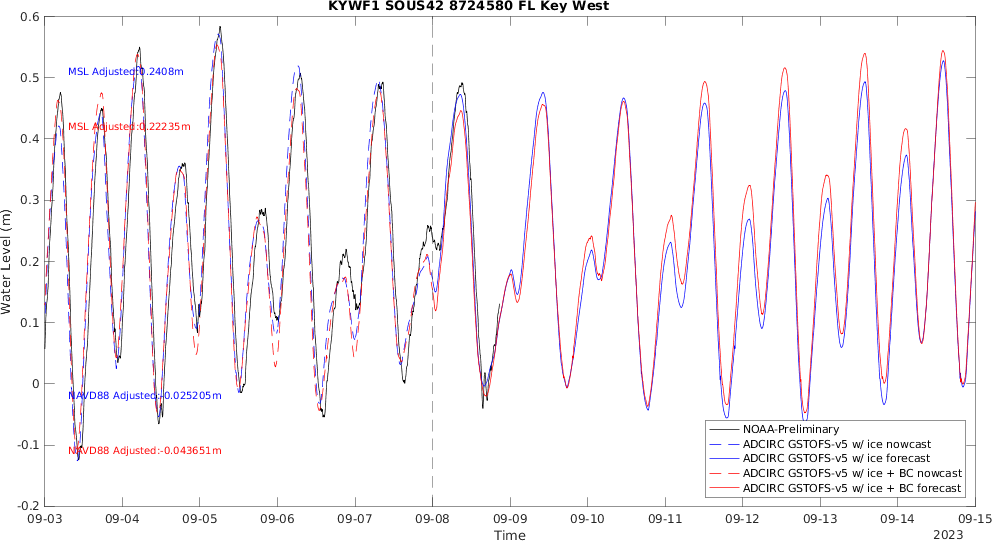 KYWF1 SOUS42 8724580 FL Key West
0.6
0.5
0.4
0.3
0.2
0.1
0
-0.1
-0.2
Water Level (m)
MSL Adjusted:0.2408m
MSL Adjusted:0.22235m
NAVD88 Adjusted:-0.025205m
NAVD88 Adjusted:-0.043651m
NOAA-Preliminary
ADCIRC GSTOFS-v5 w/ ice nowcast
ADCIRC GSTOFS-v5 w/ ice forecast
ADCIRC GSTOFS-v5 w/ ice + BC nowcast
ADCIRC GSTOFS-v5 w/ ice + BC forecast
09-03 09-04 09-05 09-06 09-07 09-08 09-09 09-10 09-11 09-12 09-13 09-14 09-15
Time
2023